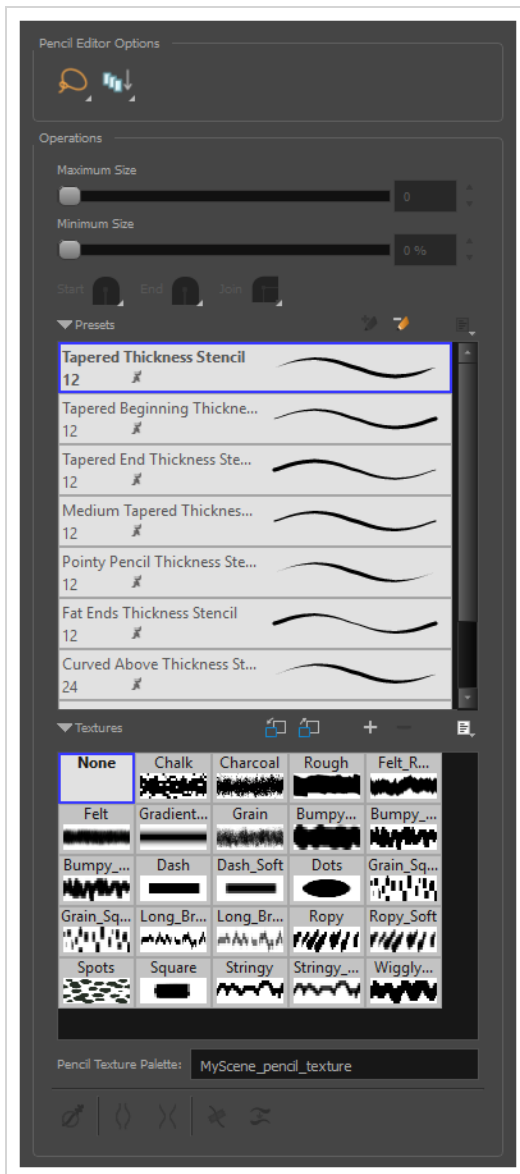 Pencil Editor Options
Operations
Maximum Size
0
Minimum Size
0 %
Start End Join
Presets
Tapered Thickness Stencil
12
Tapered Beginning Thickne...
12
Tapered End Thickness Ste...
12
Medium Tapered Thicknes...
12
Pointy Pencil Thickness Ste...
12
Fat Ends Thickness Stencil
12
Curved Above Thickness St...
24
Textures
None Chalk Charcoal Rough Felt_R...
Felt Gradient... Grain Bumpy... Bumpy_...
Bumpy_... Dash Dash_Soft Dots Grain_Sq...
Grain_Sq... Long_Br... Long_Br... Ropy Ropy_Soft
Spots Square Stringy Stringy_... Wiggly...
Pencil Texture Palette: MyScene_pencil_texture